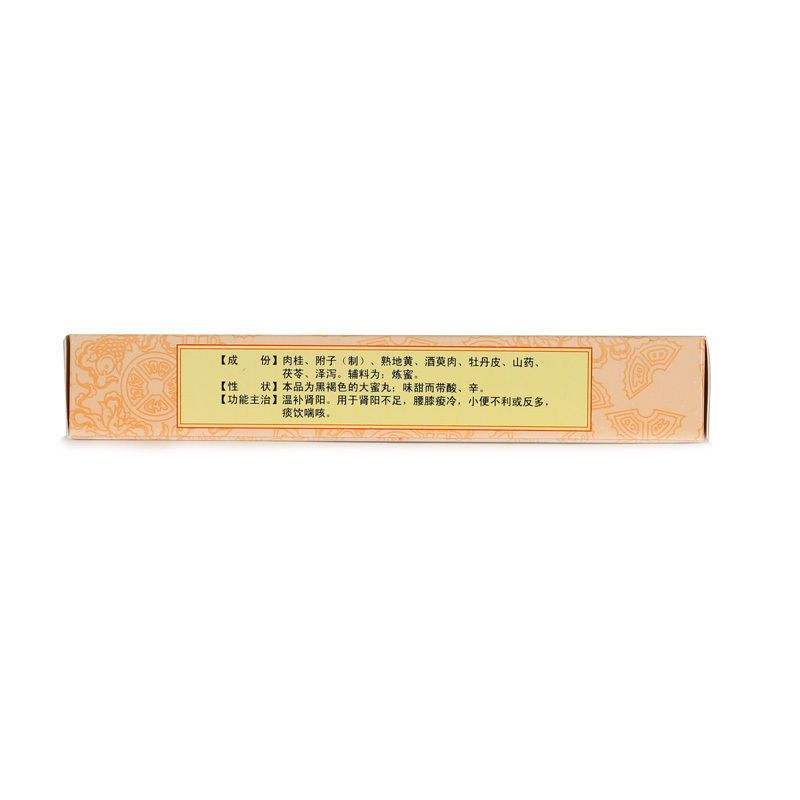 【成　份】肉桂、附子（制）、熟地黄、酒萸肉、牡丹皮、山药、
茯苓、泽泻。辅料为：炼蜜。
【性　状】本品为黑褐色的大蜜丸；味甜而带酸、辛。
【功能主治】温补肾阳。用于肾阳不足，腰膝痠冷，小便不利或反多，
痰饮喘咳。